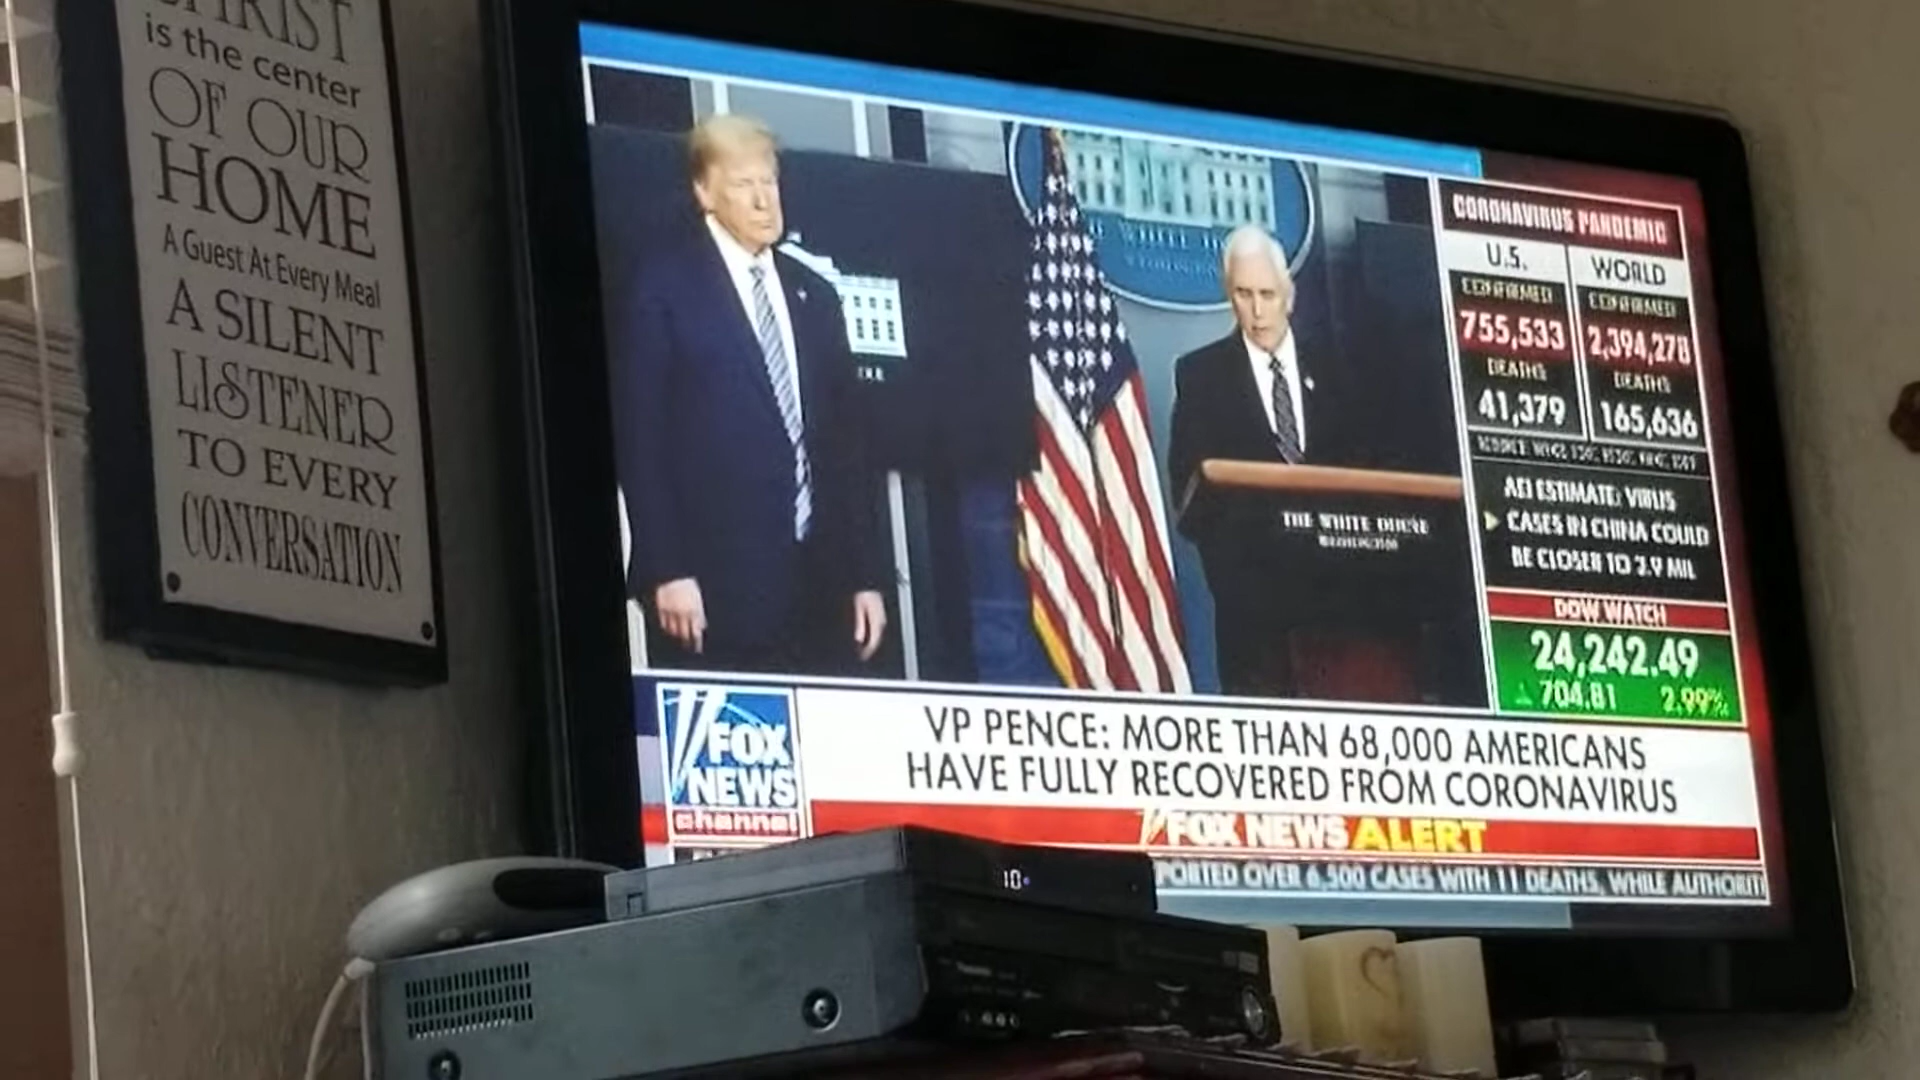 CHRIST
is the center
OF OUR
HOME
A Guest At Every Meal
A SILENT
LISTENER
TO EVERY
CONVERSATION
THE WHITE HOUSE
WASHINGTON
CORONAVIRUS PANDEMIC
U.S.
WORLD
CONFIRMED
CONFIRMED
755,533
2,394,278
DEATHS
DEATHS
41,379
165,636
AEI ESTIMATE: VIRUS
CASES IN CHINA COULD
BE CLOSER TO 2.9 MIL
DOW WATCH
24,242.49
704.81 2.99%
FOX
NEWS
channel
VP PENCE: MORE THAN 68,000 AMERICANS
HAVE FULLY RECOVERED FROM CORONAVIRUS
FOX NEWS ALERT
PORTED OVER 6,500 CASES WITH 11 DEATHS, WHILE AUTHORITI
10